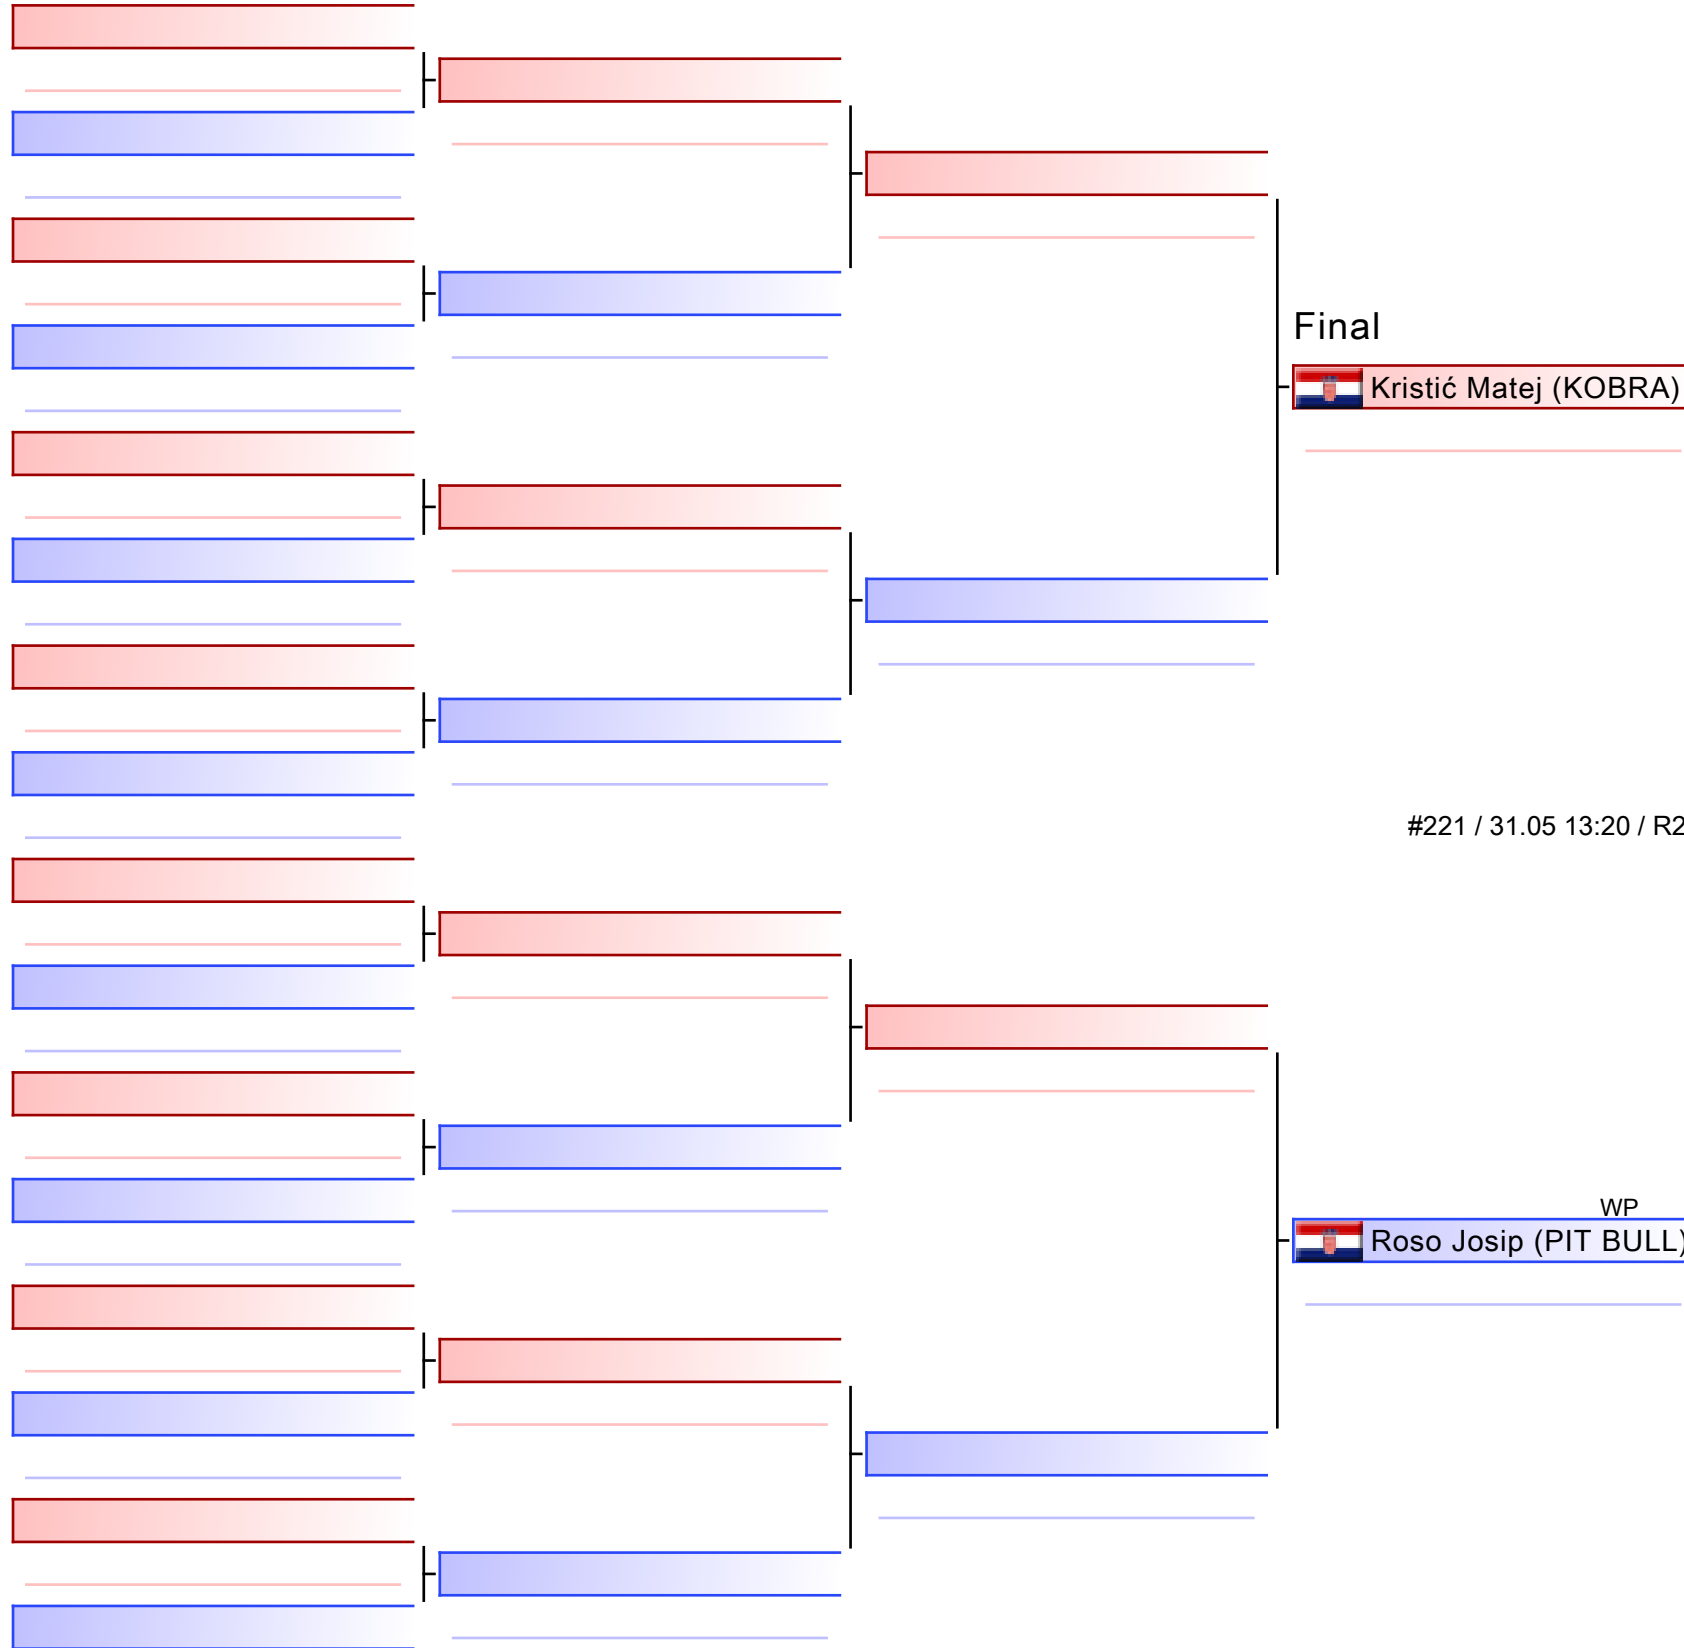 Final
Kristić Matej (KOBRA)
#221 / 31.05 13:20 / R2
WP
Roso Josip (PIT BULL)